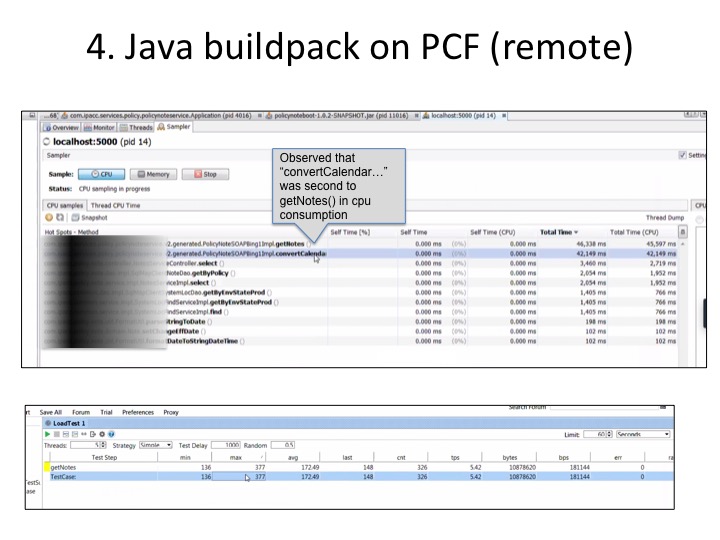 4. Java buildpack on PCF (remote)
com.ipacc.services.policy.policynoteservice.Application (pid 4016) policynoteboot-1.0.2-SNAPSHOT.jar (pid 11016) localhost:5000 (pid 14)
Overview Monitor Threads Sampler
localhost:5000 (pid 14)
Sampler Settin
Sample: CPU Memory Stop
Status: CPU sampling in progress
Observed that
“convertCalendar…”
was second to
getNotes() in cpu
consumption
CPU samples Thread CPU Time
Snapshot Thread Dump
Hot Spots - Method Self Time [%] Self Time Self Time (CPU) Total Time Total Time (CPU)
2.generated.PolicyNoteSOAPBing1Impl.getNotes () 0.000 ms (0%) 0.000 ms 46,338 ms 45,597 ms
2.generated.PolicyNoteSOAPBing1Impl.convertCalenda 0.000 ms (0%) 0.000 ms 42,149 ms 42,149 ms
Controller.select () 0.000 ms (0%) 0.000 ms 3,460 ms 2,719 ms
NoteDao.getByPolicy () 0.000 ms (0%) 0.000 ms 2,054 ms 1,952 ms
viceImpl.select () 0.000 ms (0%) 0.000 ms 2,054 ms 1,952 ms
stemLocDao.getByEnvStateProd () 0.000 ms (0%) 0.000 ms 1,405 ms 766 ms
indServiceImpl.getByEnvStateProd () 0.000 ms (0%) 0.000 ms 1,405 ms 766 ms
indServiceImpl.find () 0.000 ms (0%) 0.000 ms 1,405 ms 766 ms
tringToDate () 0.000 ms (0%) 0.000 ms 198 ms 102 ms
ngeEffDate () 0.000 ms (0%) 0.000 ms 102 ms 102 ms
DateToStringDateTime () 0.000 ms (0%) 0.000 ms 102 ms 102 ms
Save All Forum Trial Preferences Proxy Search Forum
LoadTest 1
Limit: 60 Seconds
Threads: 5 Strategy Simple Test Delay 1000 Random 0.5
Test Step min max avg last cnt tps bytes bps err ra
getNotes 136 377 172.49 148 326 5.42 10878620 181144 0
TestCase: 136 377 172.49 148 326 5.42 10878620 181144 0